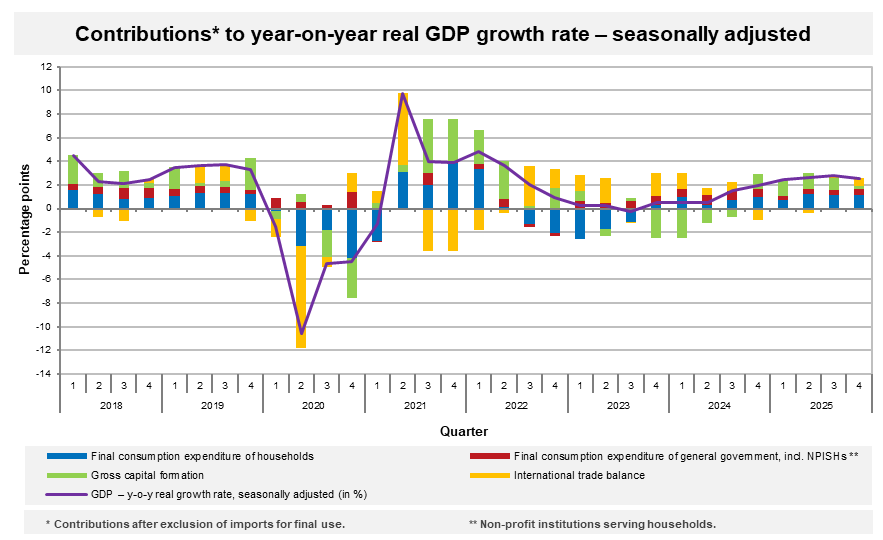 Contributions* to year-on-year real GDP growth rate – seasonally adjusted
Percentage points
12
10
8
6
4
2
0
-2
-4
-6
-8
-10
-12
-14
1 2 3 4 1 2 3 4 1 2 3 4 1 2 3 4 1 2 3 4 1 2 3 4 1 2 3 4 1 2 3 4
2018 2019 2020 2021 2022 2023 2024 2025
Quarter
Final consumption expenditure of households
Final consumption expenditure of general government, incl. NPISHs **
Gross capital formation
International trade balance
GDP – y-o-y real growth rate, seasonally adjusted (in %)
* Contributions after exclusion of imports for final use.
** Non-profit institutions serving households.